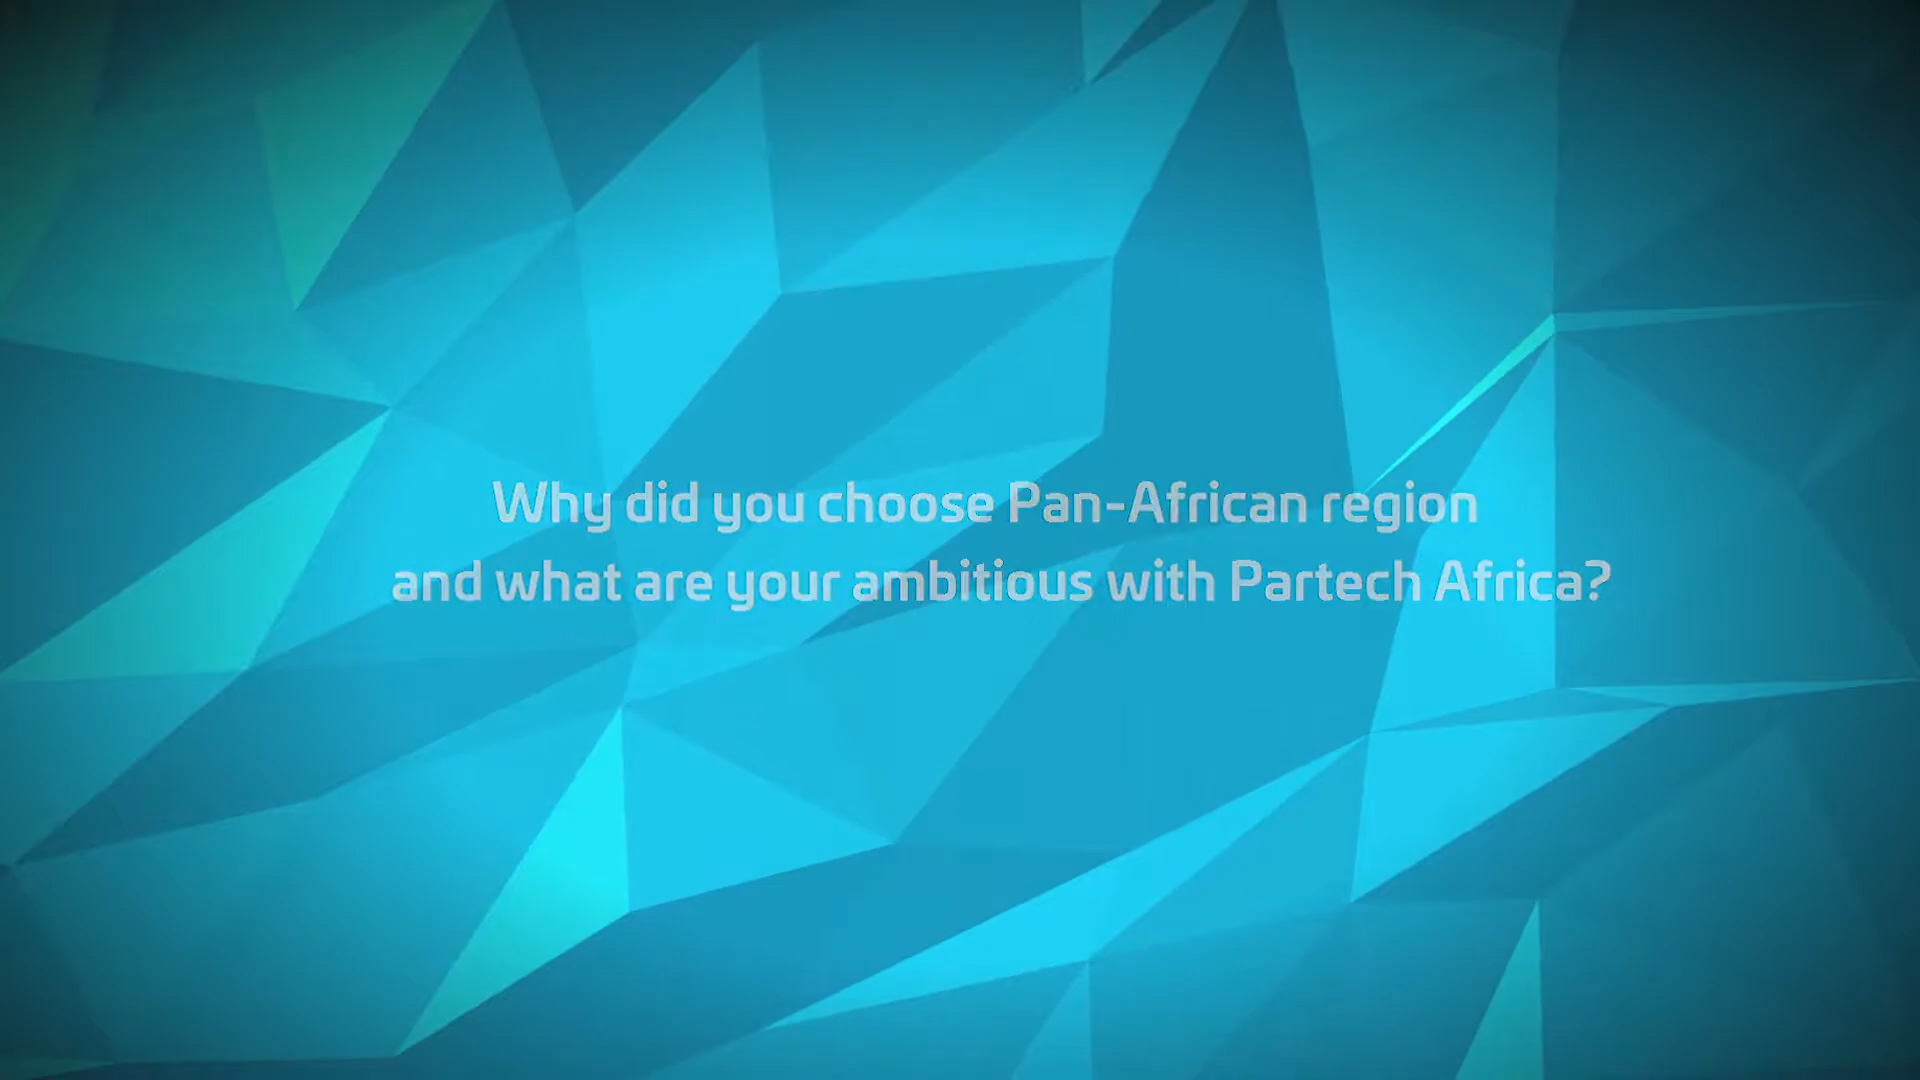 Why did you choose Pan-African region
and what are your ambitious with Partech Africa?